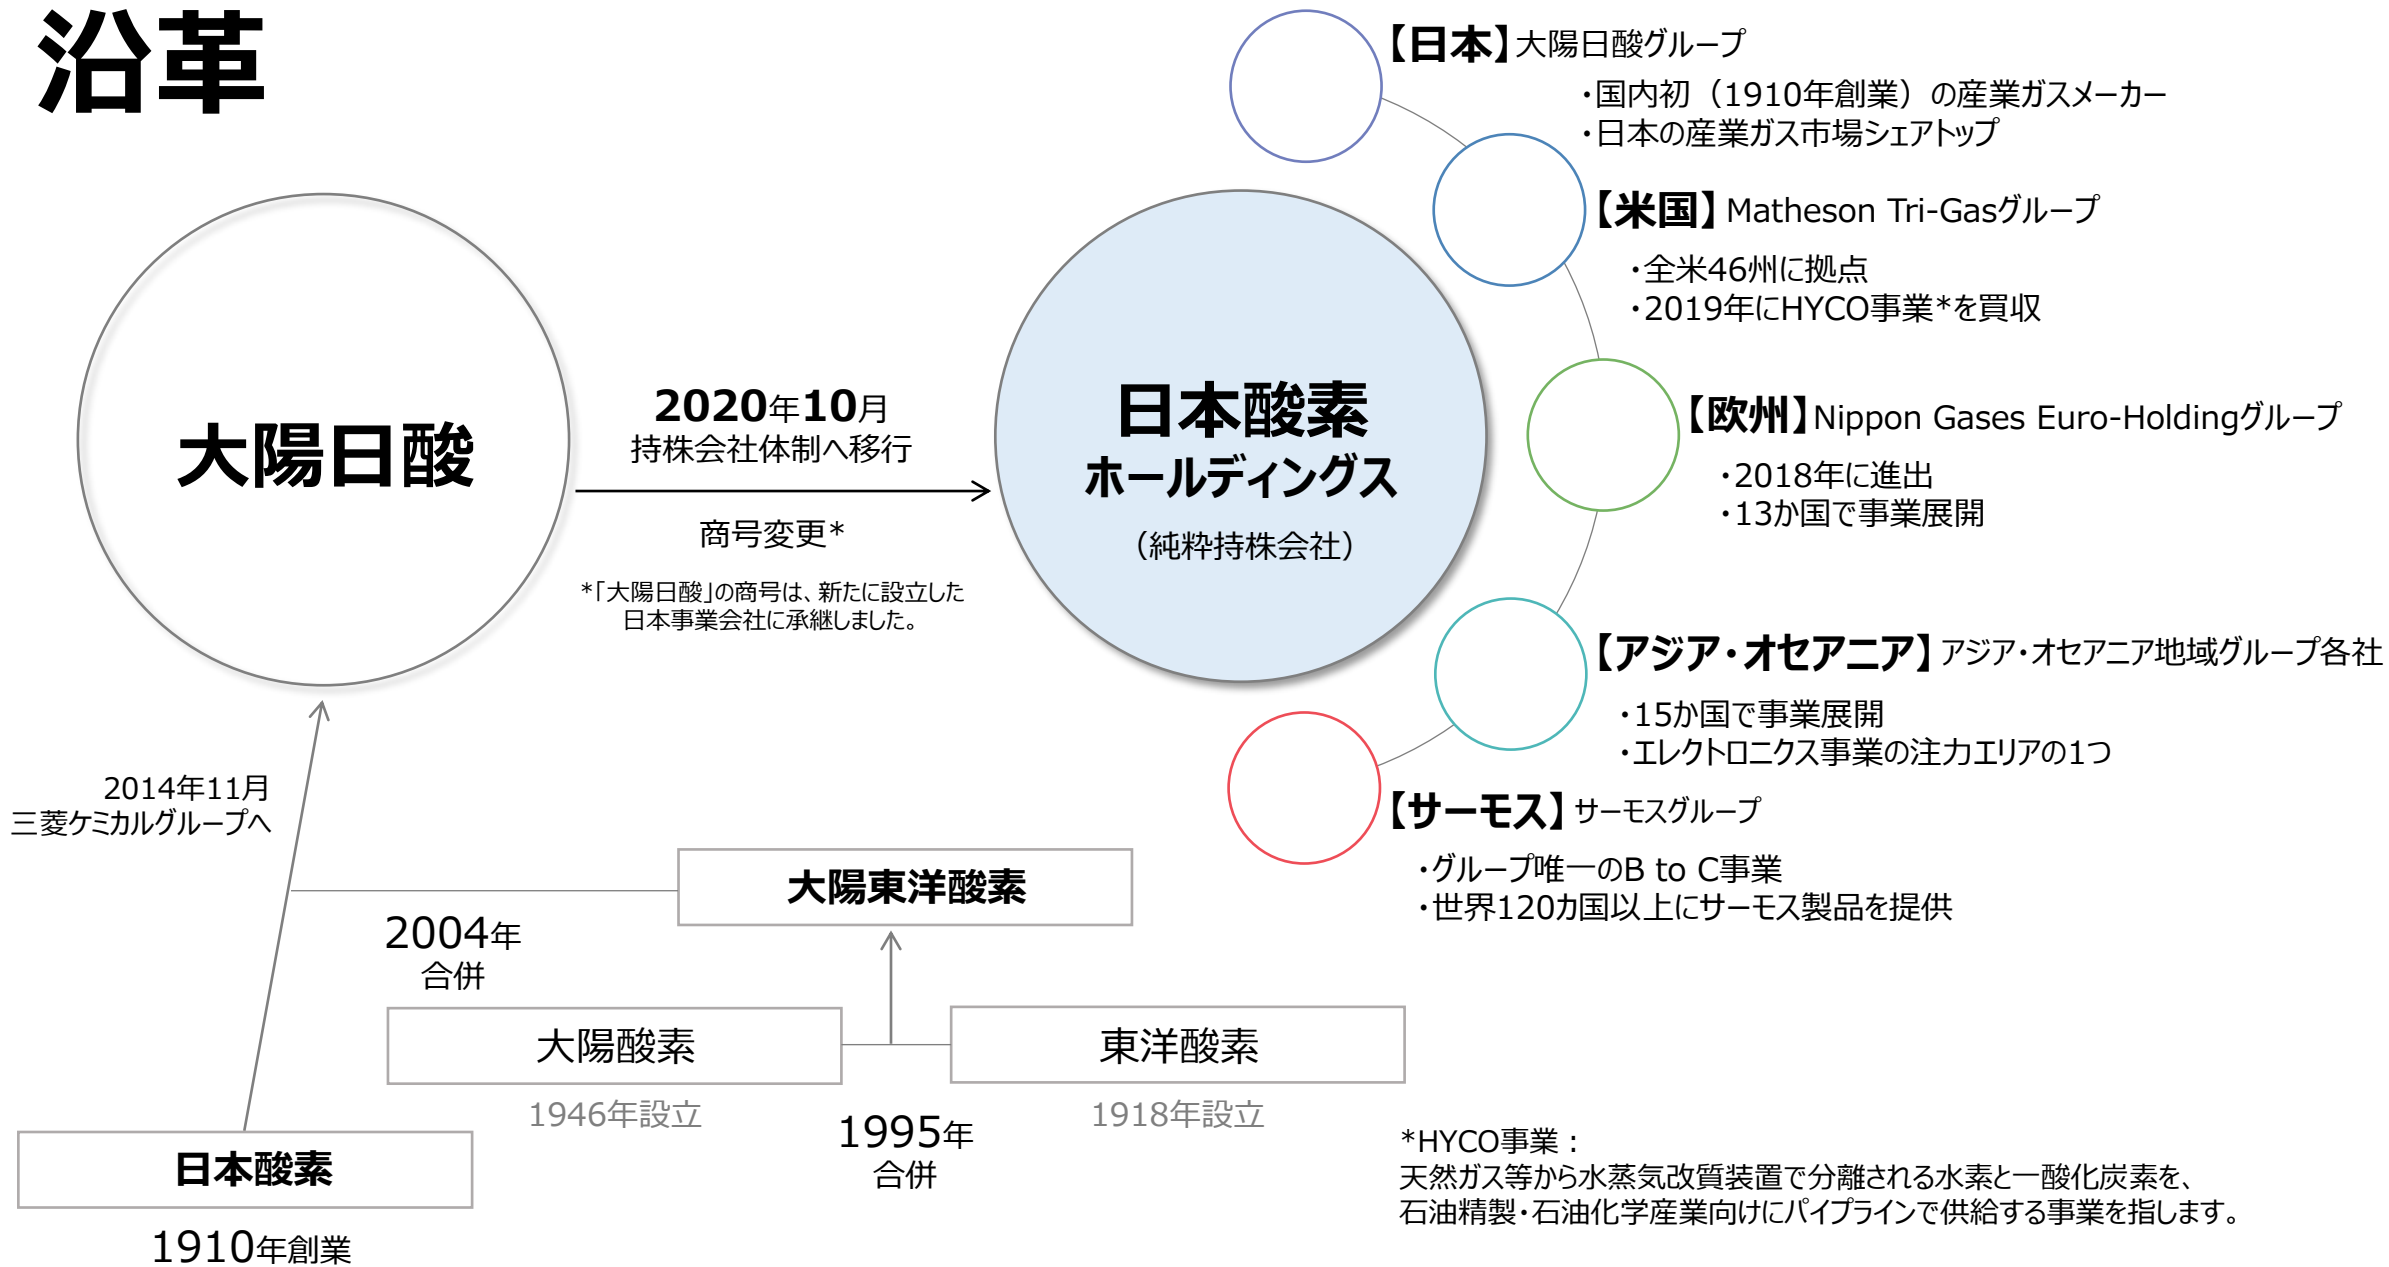 沿革
大陽日酸
2020年10月
持株会社体制へ移行
商号変更*
*「大陽日酸」の商号は、新たに設立した
日本事業会社に承継しました。
日本酸素
ホールディングス
（純粋持株会社）
【日本】大陽日酸グループ
・国内初（1910年創業）の産業ガスメーカー
・日本の産業ガス市場シェアトップ
【米国】Matheson Tri-Gasグループ
・全米46州に拠点
・2019年にHYCO事業*を買収
【欧州】Nippon Gases Euro-Holdingグループ
・2018年に進出
・13か国で事業展開
【アジア・オセアニア】アジア・オセアニア地域グループ各社
・15か国で事業展開
・エレクトロニクス事業の注力エリアの1つ
【サーモス】サーモスグループ
・グループ唯一のB to C事業
・世界120カ国以上にサーモス製品を提供
2014年11月
三菱ケミカルグループへ
大陽東洋酸素
2004年
合併
大陽酸素
1946年設立
東洋酸素
1918年設立
1995年
合併
日本酸素
1910年創業
*HYCO事業：
天然ガス等から水蒸気改質装置で分離される水素と一酸化炭素を、
石油精製・石油化学産業向けにパイプラインで供給する事業を指します。